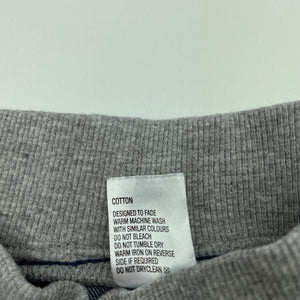 COTTON
DESIGNED TO FADE
WARM MACHINE WASH
WITH SIMILAR COLOURS
DO NOT BLEACH
DO NOT TUMBLE DRY
WARM IRON ON REVERSE
SIDE IF REQUIRED
DO NOT DRYCLEAN